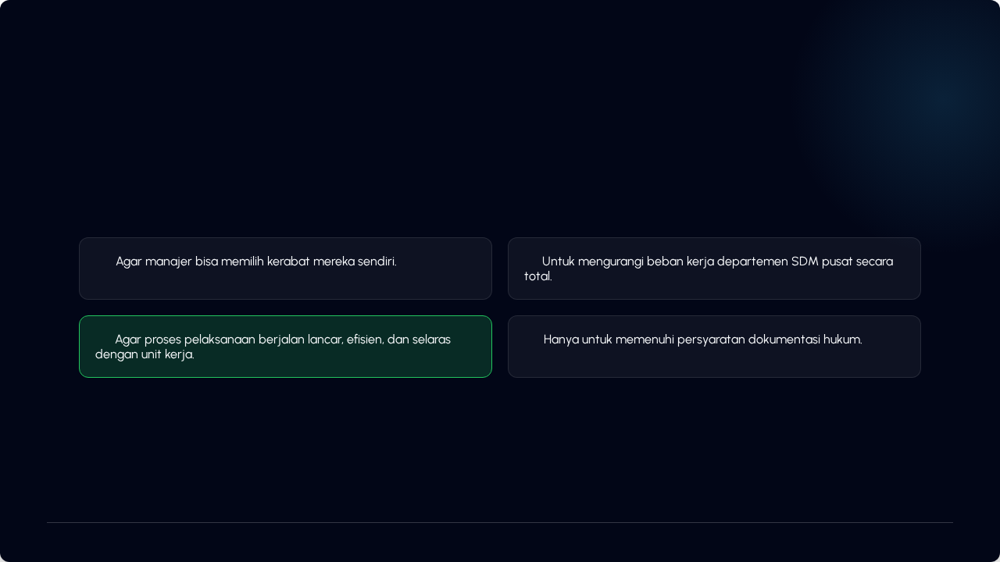 Agar manajer bisa memilih kerabat mereka sendiri.
Untuk mengurangi beban kerja departemen SDM pusat secara
total.
Agar proses pelaksanaan berjalan lancar, efisien, dan selaras
dengan unit kerja.
Hanya untuk memenuhi persyaratan dokumentasi hukum.